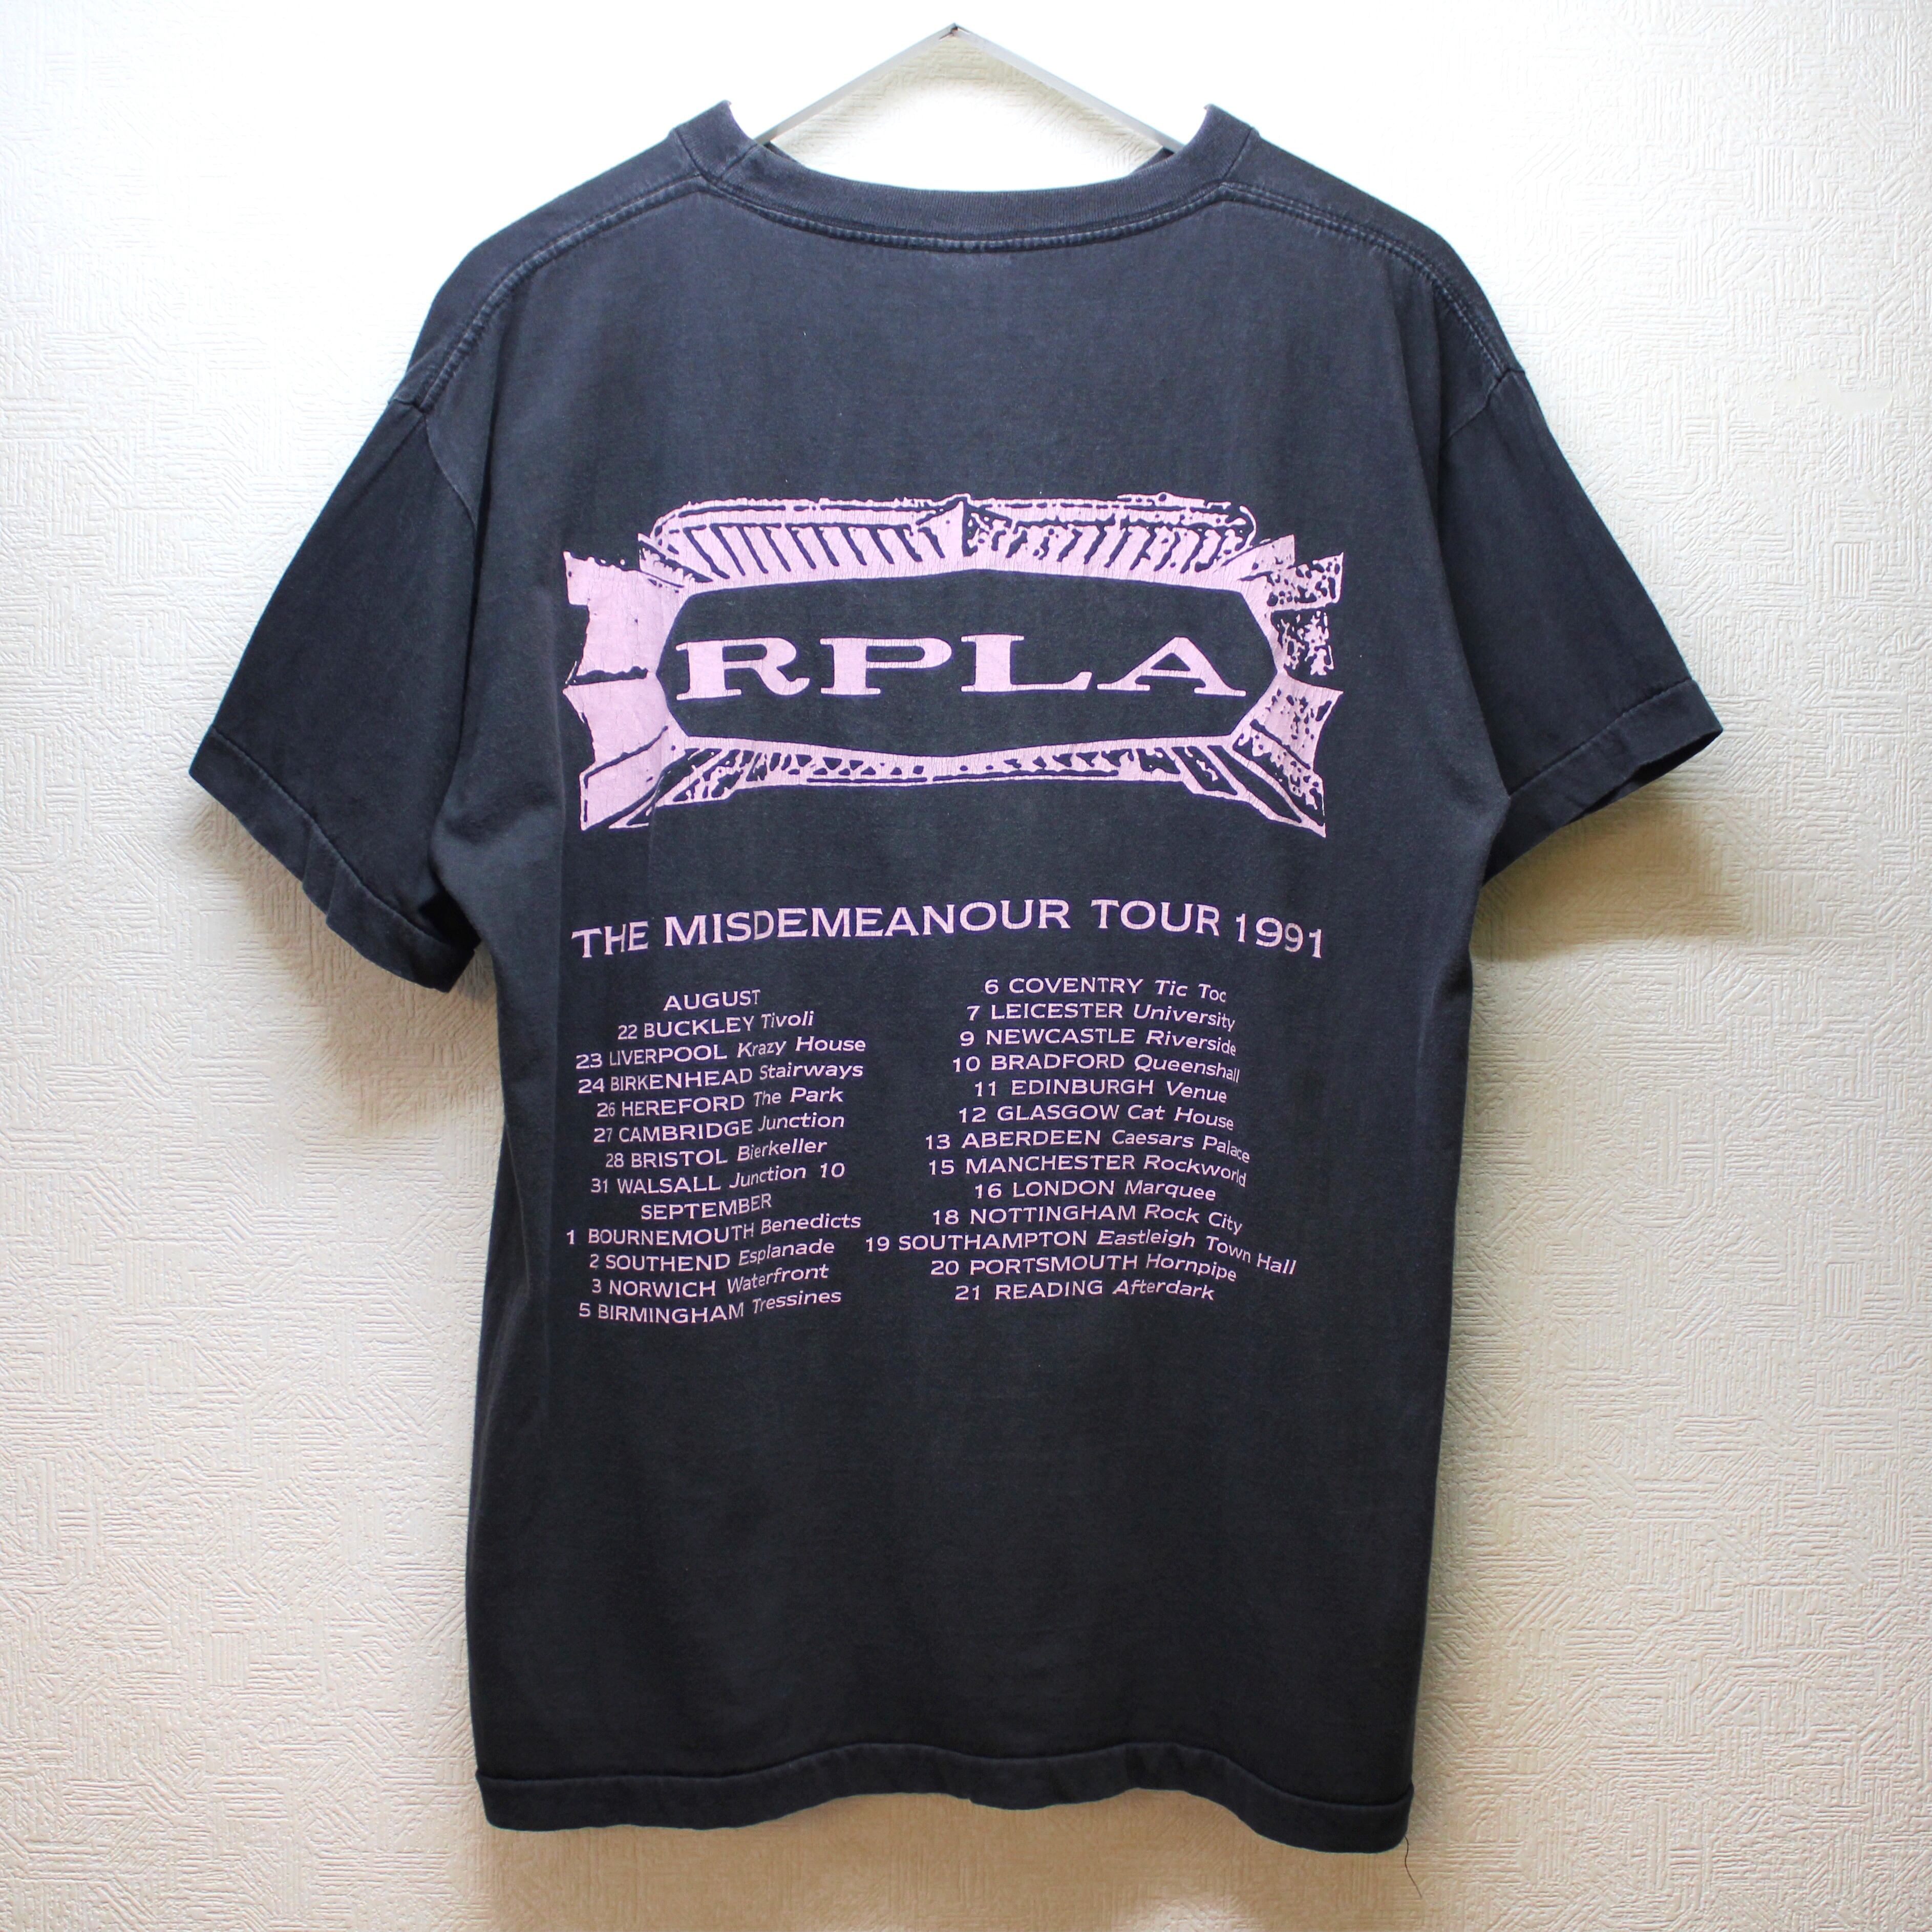 RPLA
THE MISDEMEANOUR TOUR 1991
AUGUST
22 BUCKLEY Tivoli
23 LIVERPOOL Krazy House
24 BIRKENHEAD Stairways
26 HEREFORD The Park
27 CAMBRIDGE Junction
28 BRISTOL Bierkeller
31 WALSALL Junction 10
SEPTEMBER
1 BOURNEMOUTH Benedicts
2 SOUTHEND Esplanade
3 NORWICH Waterfront
5 BIRMINGHAM Tressines
6 COVENTRY Tic Toc
7 LEICESTER University
9 NEWCASTLE Riverside
10 BRADFORD Queenshall
11 EDINBURGH Venue
12 GLASGOW Cat House
13 ABERDEEN Caesars Palace
15 MANCHESTER Rockworld
16 LONDON Marquee
18 NOTTINGHAM Rock City
19 SOUTHAMPTON Eastleigh Town Hall
20 PORTSMOUTH Hornpipe
21 READING Afterdark